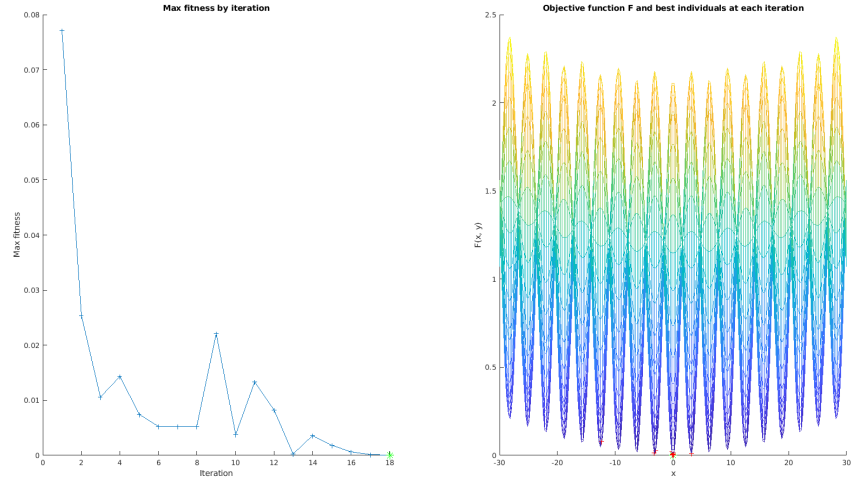 Max fitness by iteration
Max fitness
0.08
0.07
0.06
0.05
0.04
0.03
0.02
0.01
0
0 2 4 6 8 10 12 14 16 18
Iteration
Objective function F and best individuals at each iteration
F(x, y)
2.5
2
1.5
1
0.5
0
-30 -20 -10 0 10 20 30
x